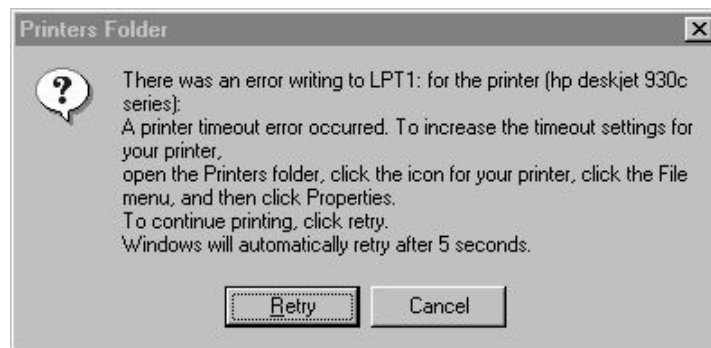 Printers Folder
There was an error writing to LPT1: for the printer (hp deskjet 930c
series):
A printer timeout error occurred. To increase the timeout settings for
your printer,
open the Printers folder, click the icon for your printer, click the File
menu, and then click Properties.
To continue printing, click retry.
Windows will automatically retry after 5 seconds.
Retry
Cancel